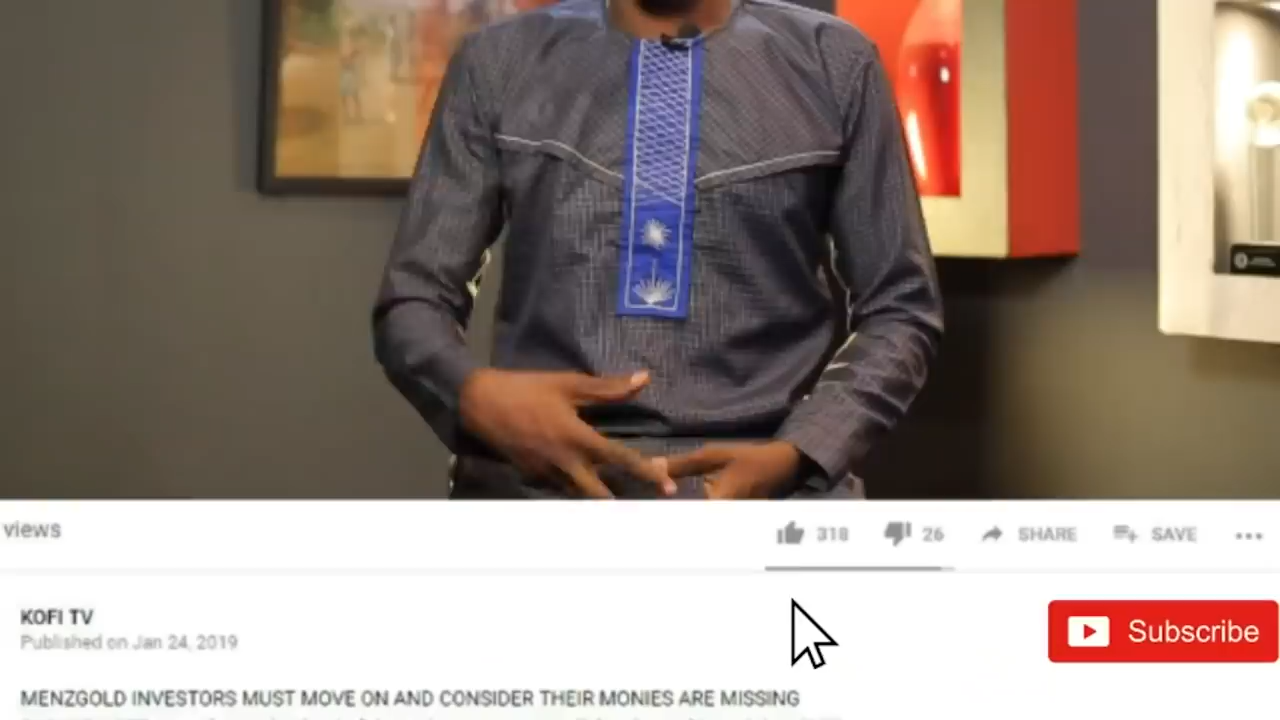 views
318
26
SHARE
SAVE
KOFI TV
Published on Jan 24, 2019
Subscribe
MENZGOLD INVESTORS MUST MOVE ON AND CONSIDER THEIR MONIES ARE MISSING